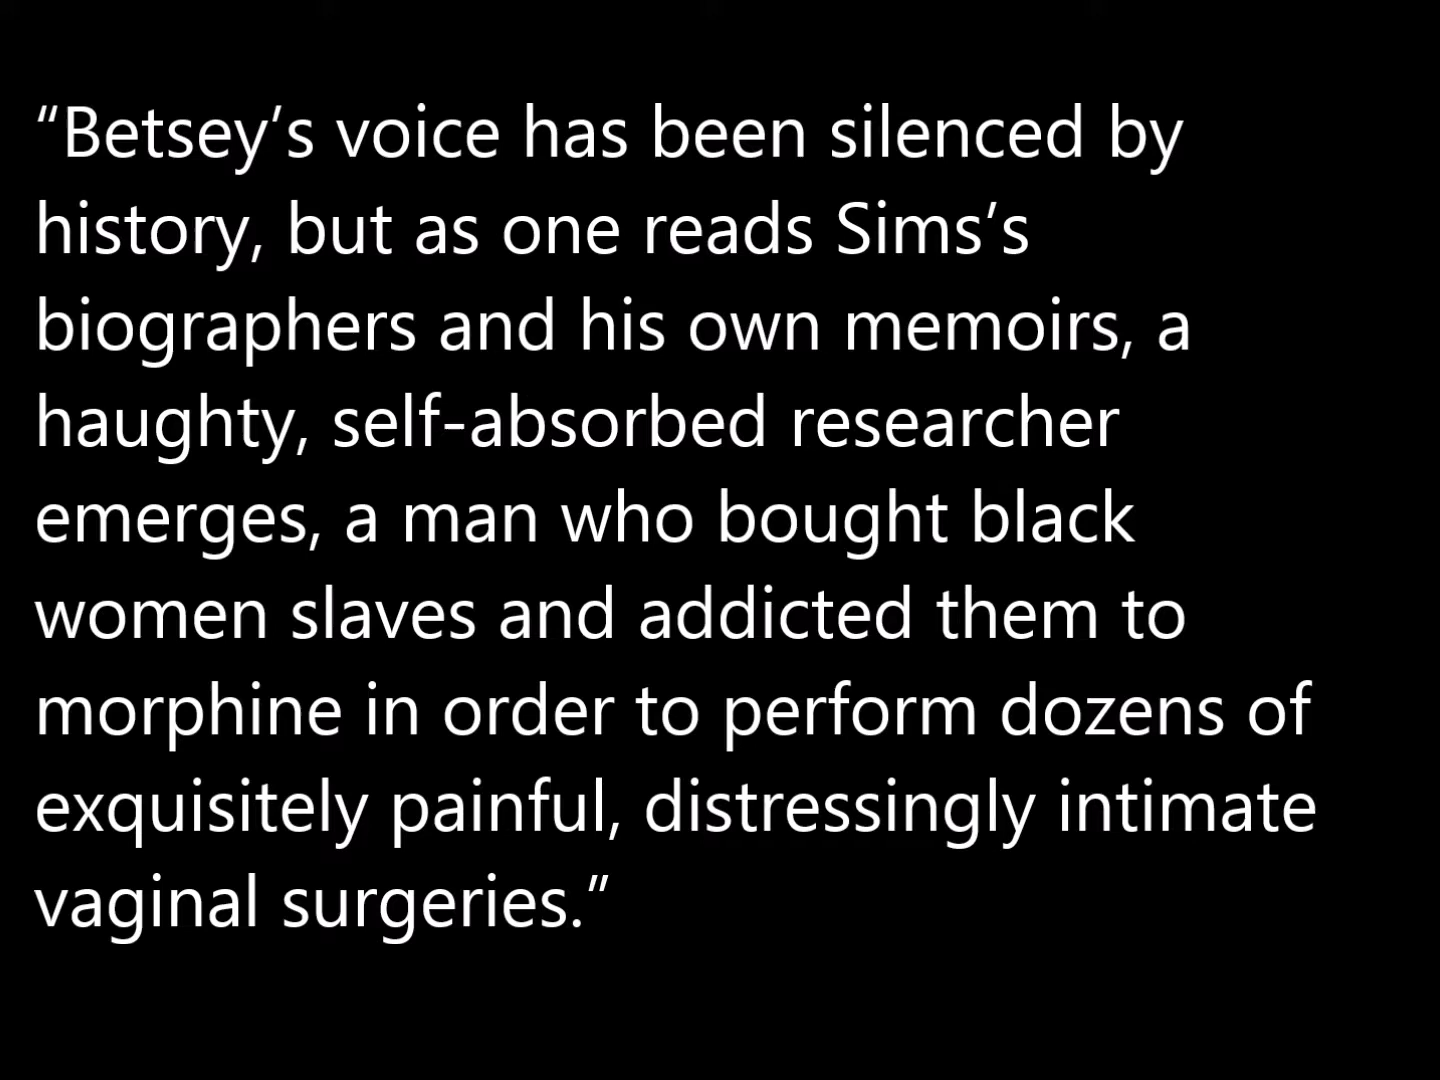 “Betsey’s voice has been silenced by
history, but as one reads Sims’s
biographers and his own memoirs, a
haughty, self-absorbed researcher
emerges, a man who bought black
women slaves and addicted them to
morphine in order to perform dozens of
exquisitely painful, distressingly intimate
vaginal surgeries.”